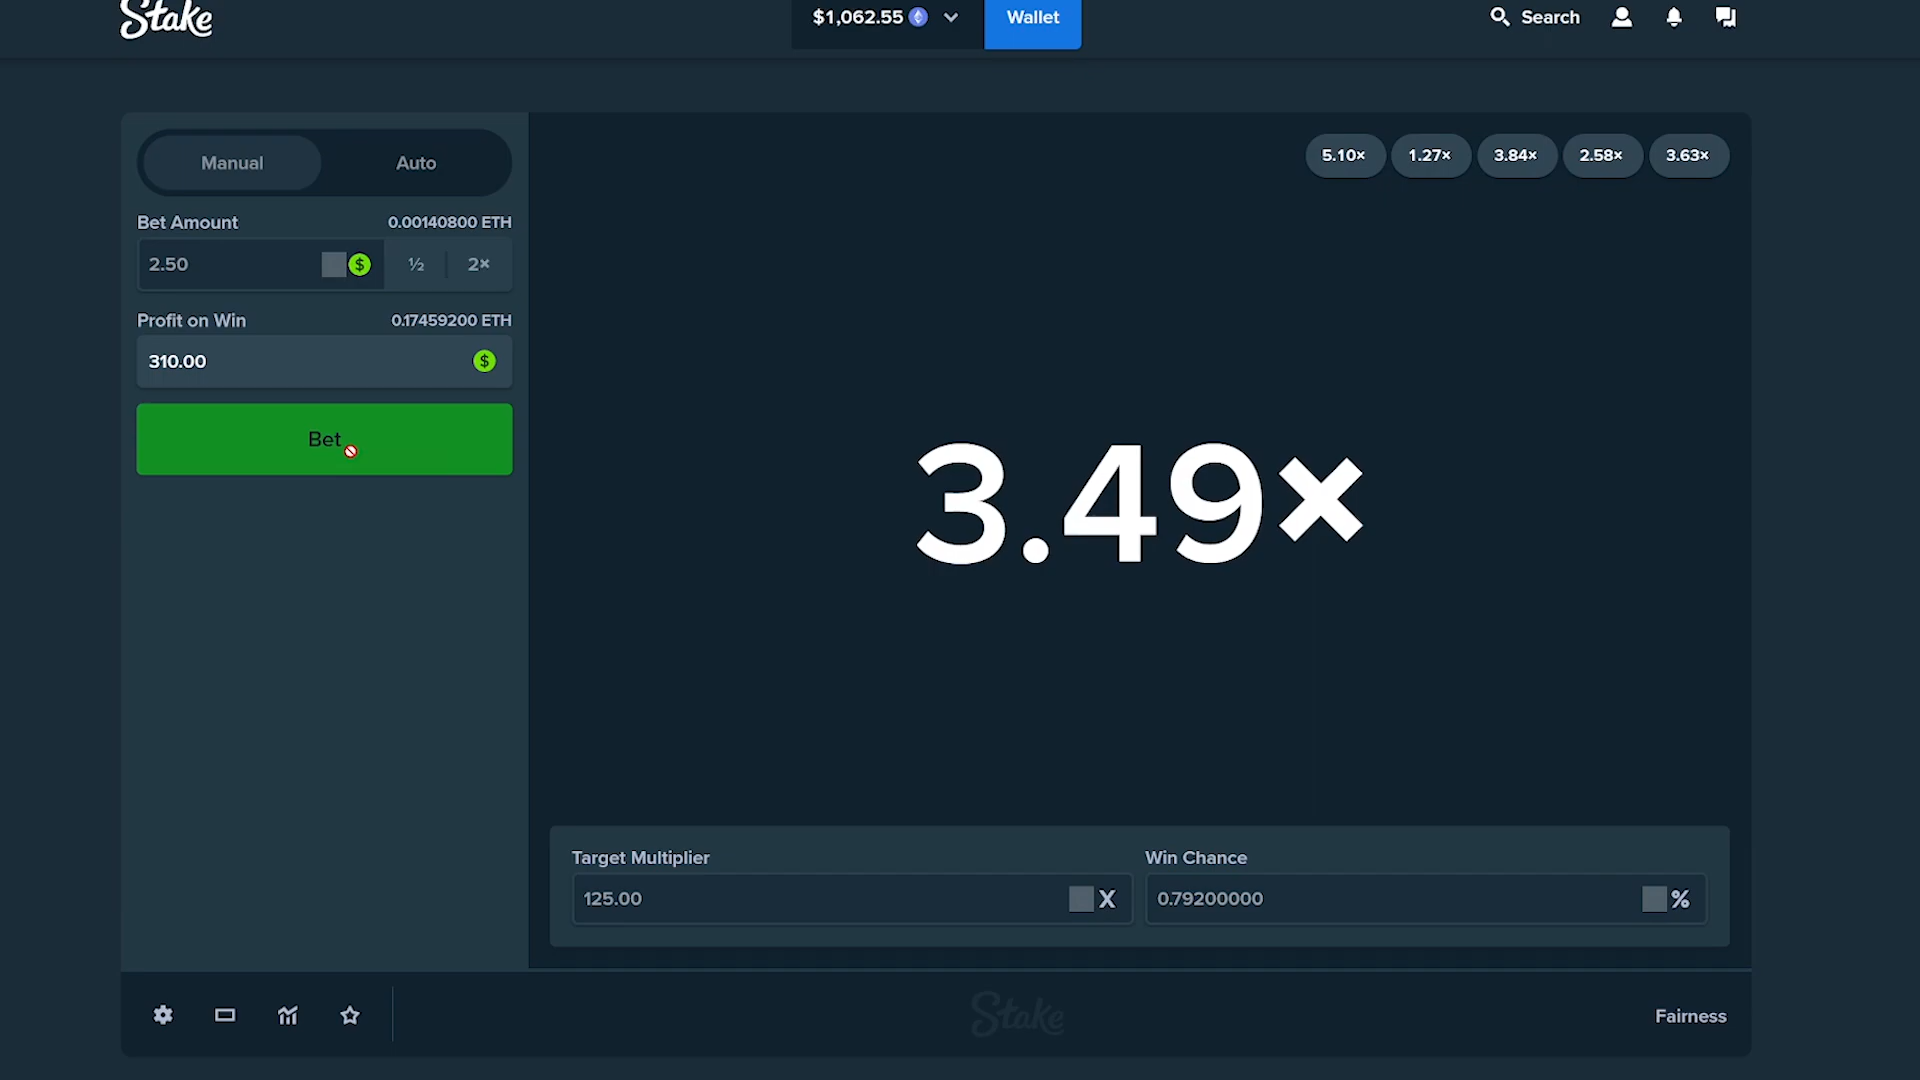 Stake
$1,062.55
Wallet
Search
Manual
Auto
5.10×
1.27×
3.84×
2.58×
3.63×
Bet Amount
0.00140800 ETH
2.50
$
½
2×
Profit on Win
0.17459200 ETH
310.00
$
Bet
3.49×
Target Multiplier
Win Chance
125.00
X
0.79200000
%
Stake
Fairness